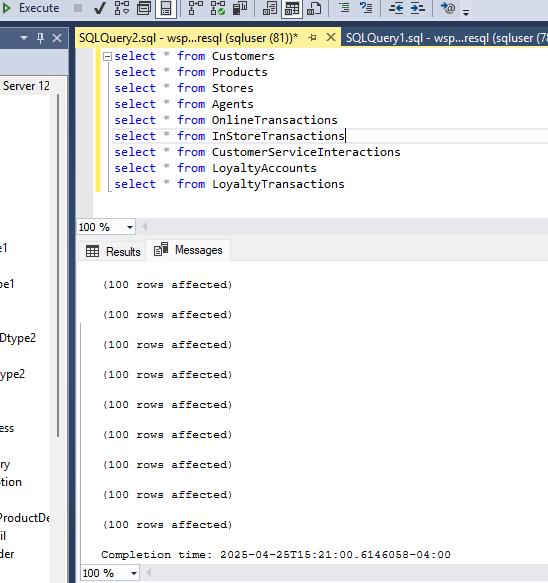 Execute
SQLQuery2.sql - wsp...resql (sqluser (81))*
SQLQuery1.sql - wsp...resql (sqluser (78
Server 12
select * from Customers
select * from Products
select * from Stores
select * from Agents
select * from OnlineTransactions
select * from InStoreTransactions
select * from CustomerServiceInteractions
select * from LoyaltyAccounts
select * from LoyaltyTransactions
100 %
Results
Messages
e1
pe1
Dtype2
ype2
ess
ry
tion
ProductDe
il
der
(100 rows affected)
(100 rows affected)
(100 rows affected)
(100 rows affected)
(100 rows affected)
(100 rows affected)
(100 rows affected)
(100 rows affected)
(100 rows affected)
Completion time: 2025-04-25T15:21:00.6146058-04:00
100 %